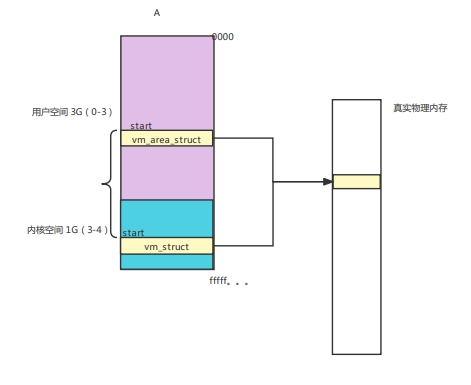 A
0000
用户空间 3G ( 0-3 )
真实物理内存
start
vm_area_struct
内核空间 1G ( 3-4 )
start
vm_struct
fffff。。。